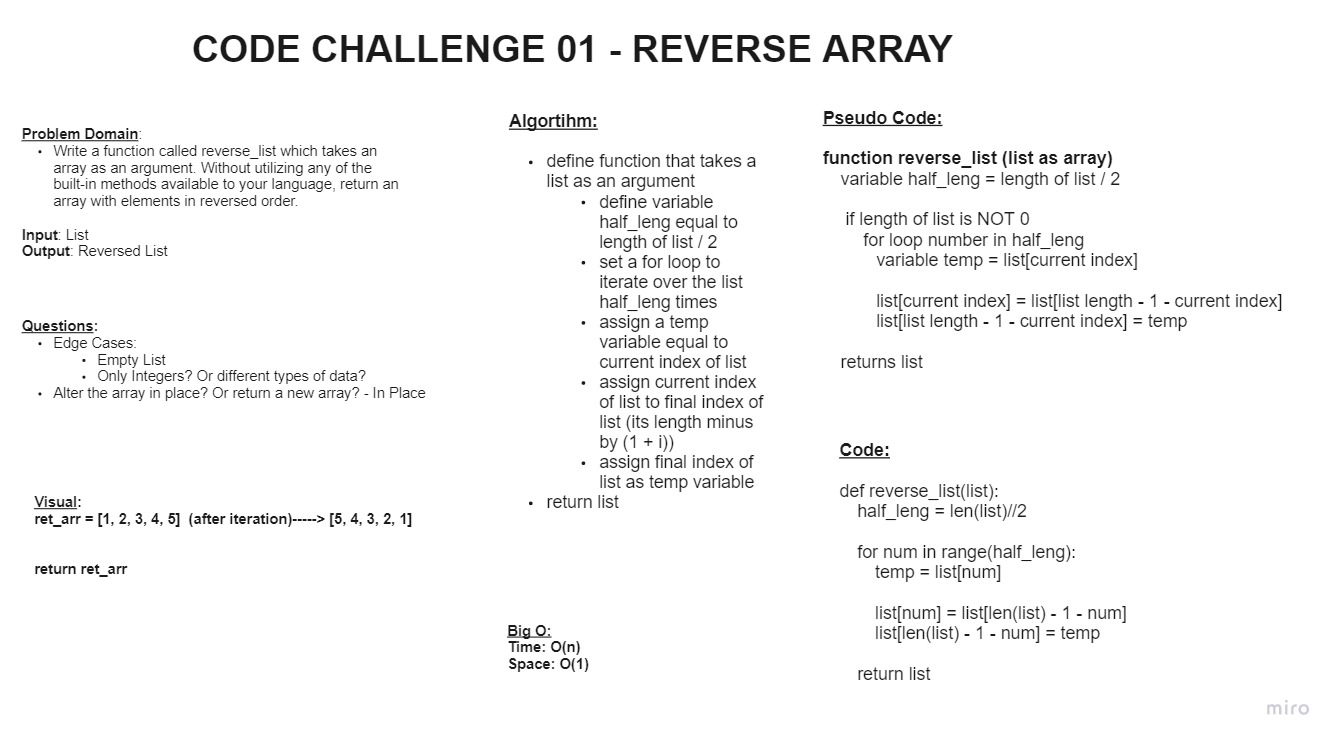 CODE CHALLENGE 01 - REVERSE ARRAY
Problem Domain:
• Write a function called reverse_list which takes an
array as an argument. Without utilizing any of the
built-in methods available to your language, return an
array with elements in reversed order.
Input: List
Output: Reversed List
Questions:
• Edge Cases:
• Empty List
• Only Integers? Or different types of data?
• Alter the array in place? Or return a new array? - In Place
Visual:
ret_arr = [1, 2, 3, 4, 5] (after iteration)-----> [5, 4, 3, 2, 1]
return ret_arr
Algortihm:
• define function that takes a
list as an argument
• define variable
half_leng equal to
length of list / 2
• set a for loop to
iterate over the list
half_leng times
• assign a temp
variable equal to
current index of list
• assign current index
of list to final index of
list (its length minus
by (1 + i))
• assign final index of
list as temp variable
• return list
Big O:
Time: O(n)
Space: O(1)
Pseudo Code:
function reverse_list (list as array)
variable half_leng = length of list / 2
if length of list is NOT 0
for loop number in half_leng
variable temp = list[current index]
list[current index] = list[list length - 1 - current index]
list[list length - 1 - current index] = temp
returns list
Code:
def reverse_list(list):
half_leng = len(list)//2
for num in range(half_leng):
temp = list[num]
list[num] = list[len(list) - 1 - num]
list[len(list) - 1 - num] = temp
return list
miro